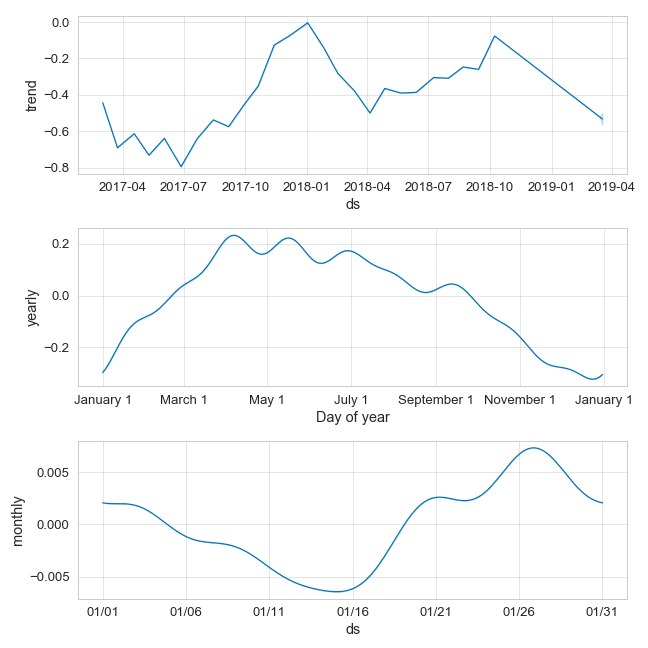 trend
0.0
−0.2
−0.4
−0.6
−0.8
2017-04 2017-07 2017-10 2018-01 2018-04 2018-07 2018-10 2019-01 2019-04
ds
yearly
0.2
0.0
−0.2
January 1 March 1 May 1 July 1 September 1 November 1 January 1
Day of year
monthly
0.005
0.000
−0.005
01/01 01/06 01/11 01/16 01/21 01/26 01/31
ds